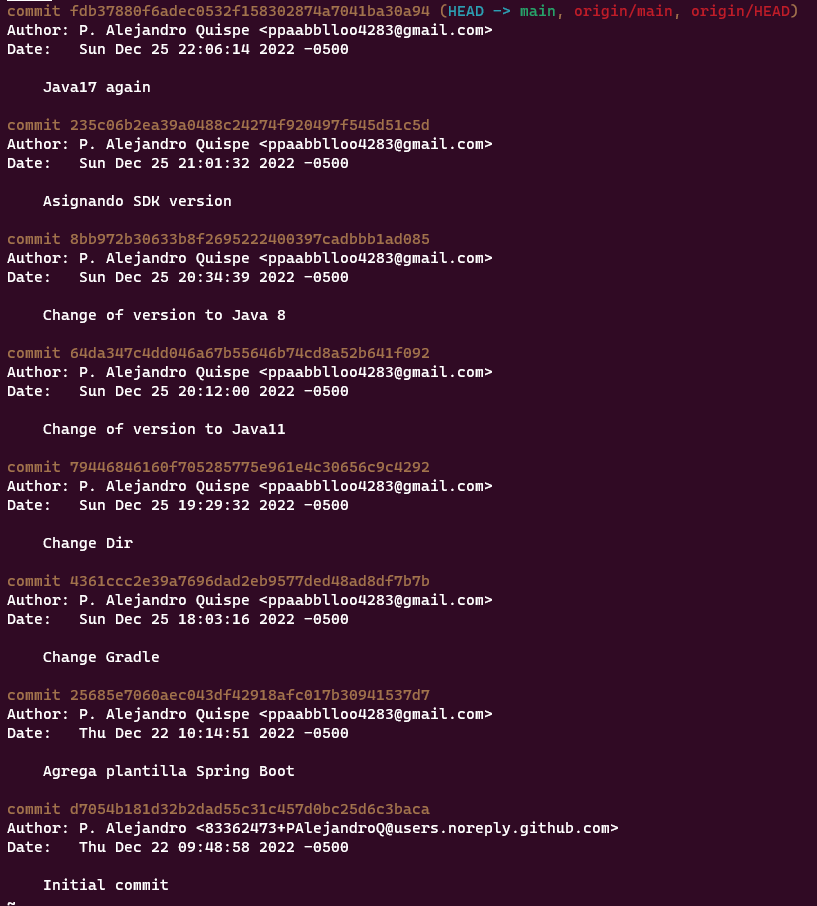 commit fdb37880f6adec0532f158302874a7041ba30a94 (HEAD -> main, origin/main, origin/HEAD)
Author: P. Alejandro Quispe <ppaabblloo4283@gmail.com>
Date:   Sun Dec 25 22:06:14 2022 -0500
Java17 again
commit 235c06b2ea39a0488c24274f920497f545d51c5d
Author: P. Alejandro Quispe <ppaabblloo4283@gmail.com>
Date:   Sun Dec 25 21:01:32 2022 -0500
Asignando SDK version
commit 8bb972b30633b8f2695222400397cadbbb1ad085
Author: P. Alejandro Quispe <ppaabblloo4283@gmail.com>
Date:   Sun Dec 25 20:34:39 2022 -0500
Change of version to Java 8
commit 64da347c4dd046a67b55646b74cd8a52b641f092
Author: P. Alejandro Quispe <ppaabblloo4283@gmail.com>
Date:   Sun Dec 25 20:12:00 2022 -0500
Change of version to Java11
commit 79446846160f705285775e961e4c30656c9c4292
Author: P. Alejandro Quispe <ppaabblloo4283@gmail.com>
Date:   Sun Dec 25 19:29:32 2022 -0500
Change Dir
commit 4361ccc2e39a7696dad2eb9577ded48ad8df7b7b
Author: P. Alejandro Quispe <ppaabblloo4283@gmail.com>
Date:   Sun Dec 25 18:03:16 2022 -0500
Change Gradle
commit 25685e7060aec043df42918afc017b30941537d7
Author: P. Alejandro Quispe <ppaabblloo4283@gmail.com>
Date:   Thu Dec 22 10:14:51 2022 -0500
Agrega plantilla Spring Boot
commit d7054b181d32b2dad55c31c457d0bc25d6c3baca
Author: P. Alejandro <83362473+PAlejandroQ@users.noreply.github.com>
Date:   Thu Dec 22 09:48:58 2022 -0500
Initial commit
~